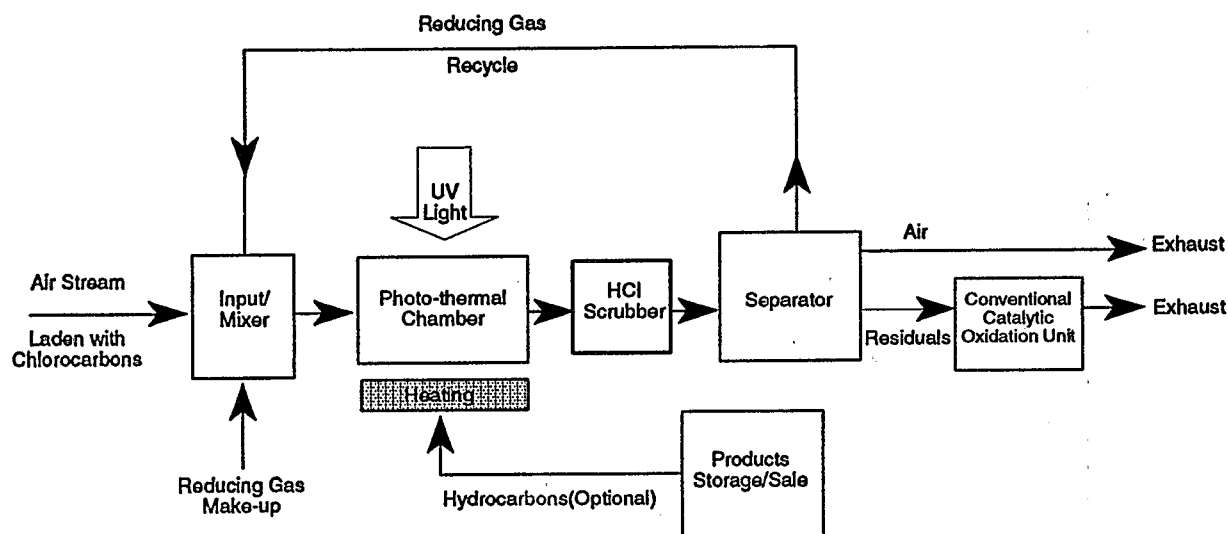 Reducing Gas
Recycle
UV
Light
Air Stream
Laden with
Chlorocarbons
Input/
Mixer
Photo-thermal
Chamber
HCl
Scrubber
Separator
Air
Exhaust
Residuals
Conventional
Catalytic
Oxidation Unit
Exhaust
Heating
Reducing Gas
Make-up
Hydrocarbons(Optional)
Products
Storage/Sale